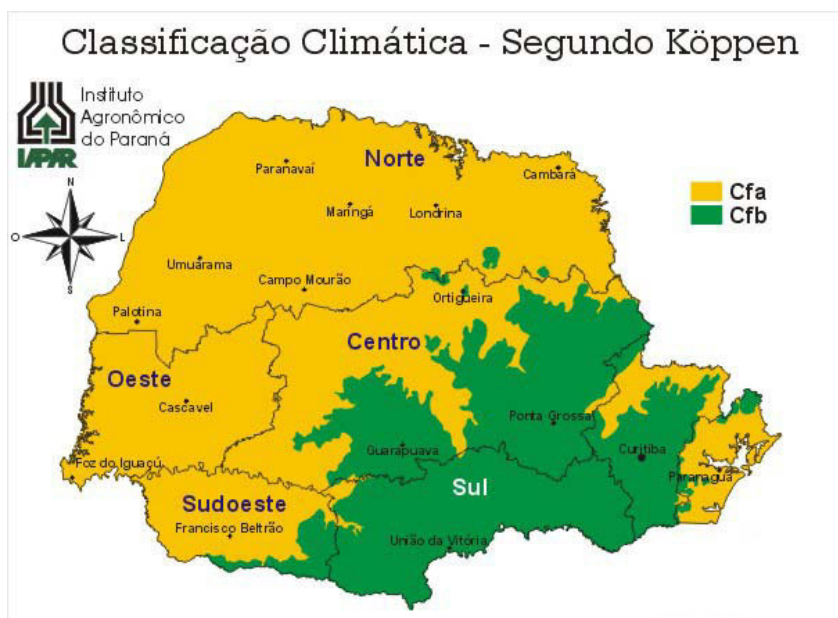 Classificação Climática - Segundo Köppen
Instituto
Agronômico
do Paraná
IAPAR
N
O
L
S
Cfa
Cfb
Norte
Paranavaí
Cambará
Maringá
Londrina
Umuarama
Campo Mourão
Ortigueira
Palotina
Centro
Oeste
Cascavel
Ponta Grossa
Guarapuava
Curitiba
Foz do Iguaçú
Paranaguá
Sul
Sudoeste
Francisco Beltrão
União da Vitória